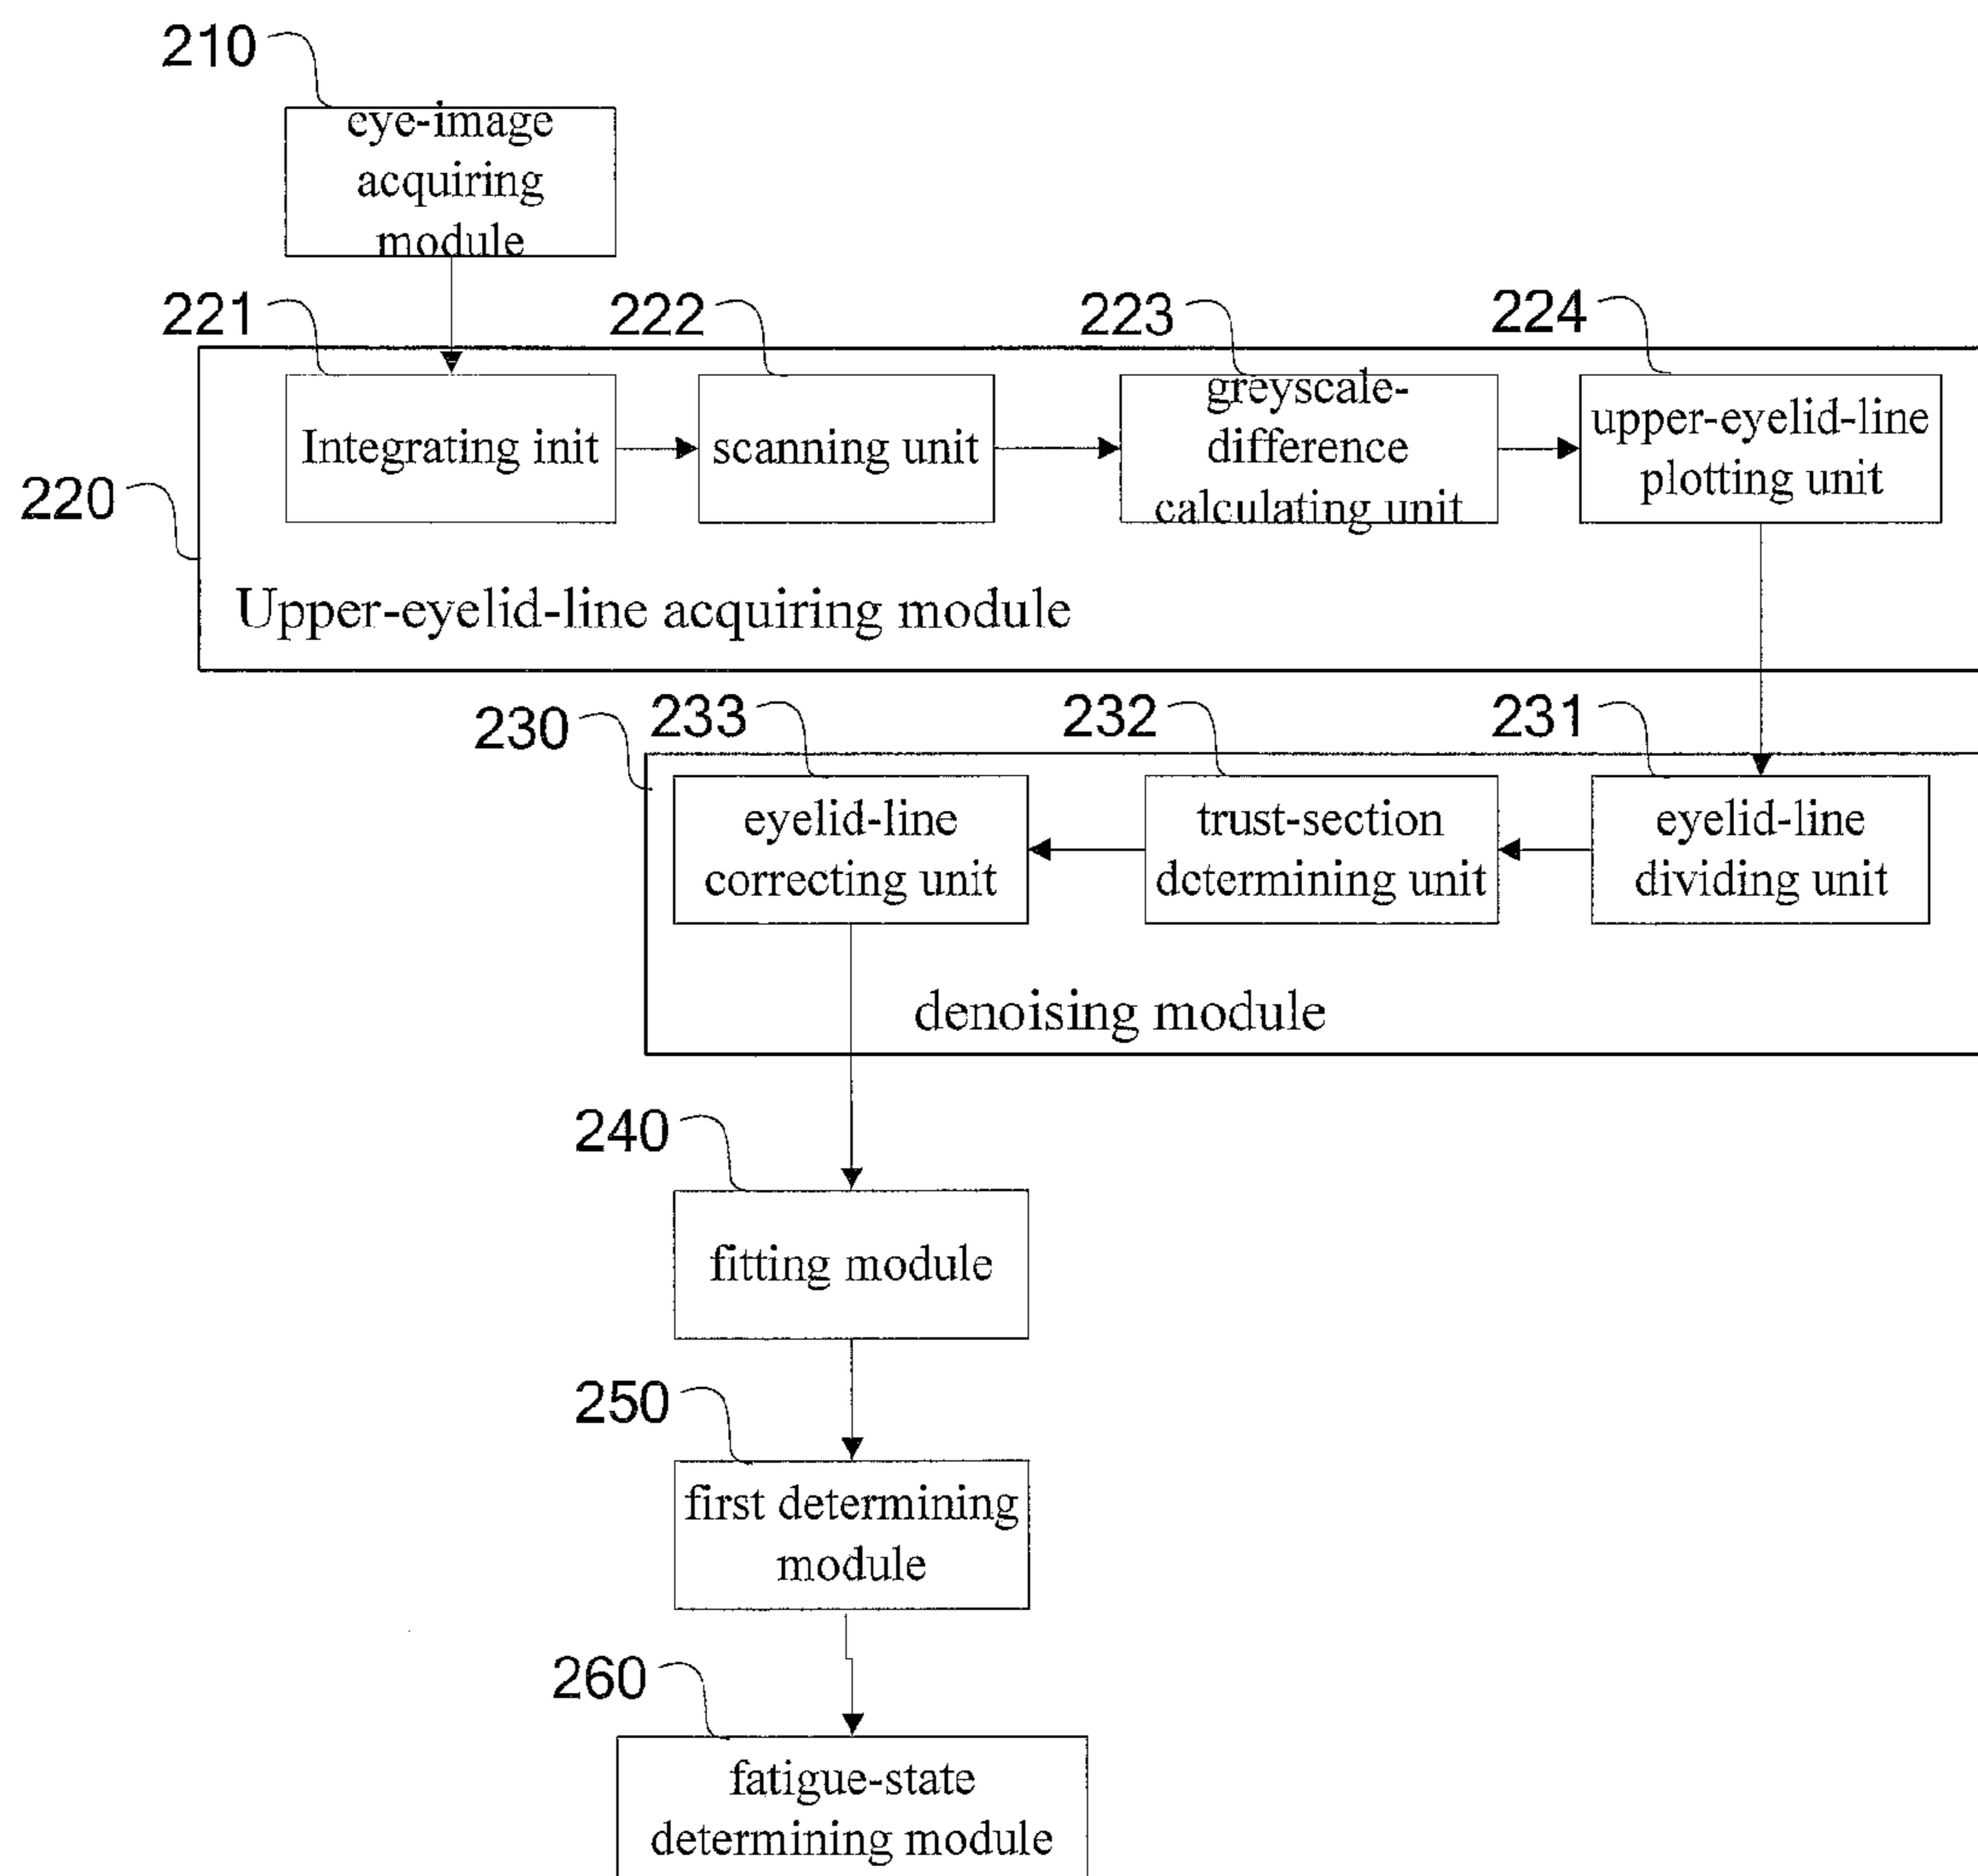 210
eye-image
acquiring
module
221
222
223
224
220
Integrating init
scanning unit
greyscale-
difference
calculating unit
upper-eyelid-line
plotting unit
Upper-eyelid-line acquiring module
230
233
232
231
eyelid-line
correcting unit
trust-section
determining unit
eyelid-line
dividing unit
denoising module
240
fitting module
250
first determining
module
260
fatigue-state
determining module